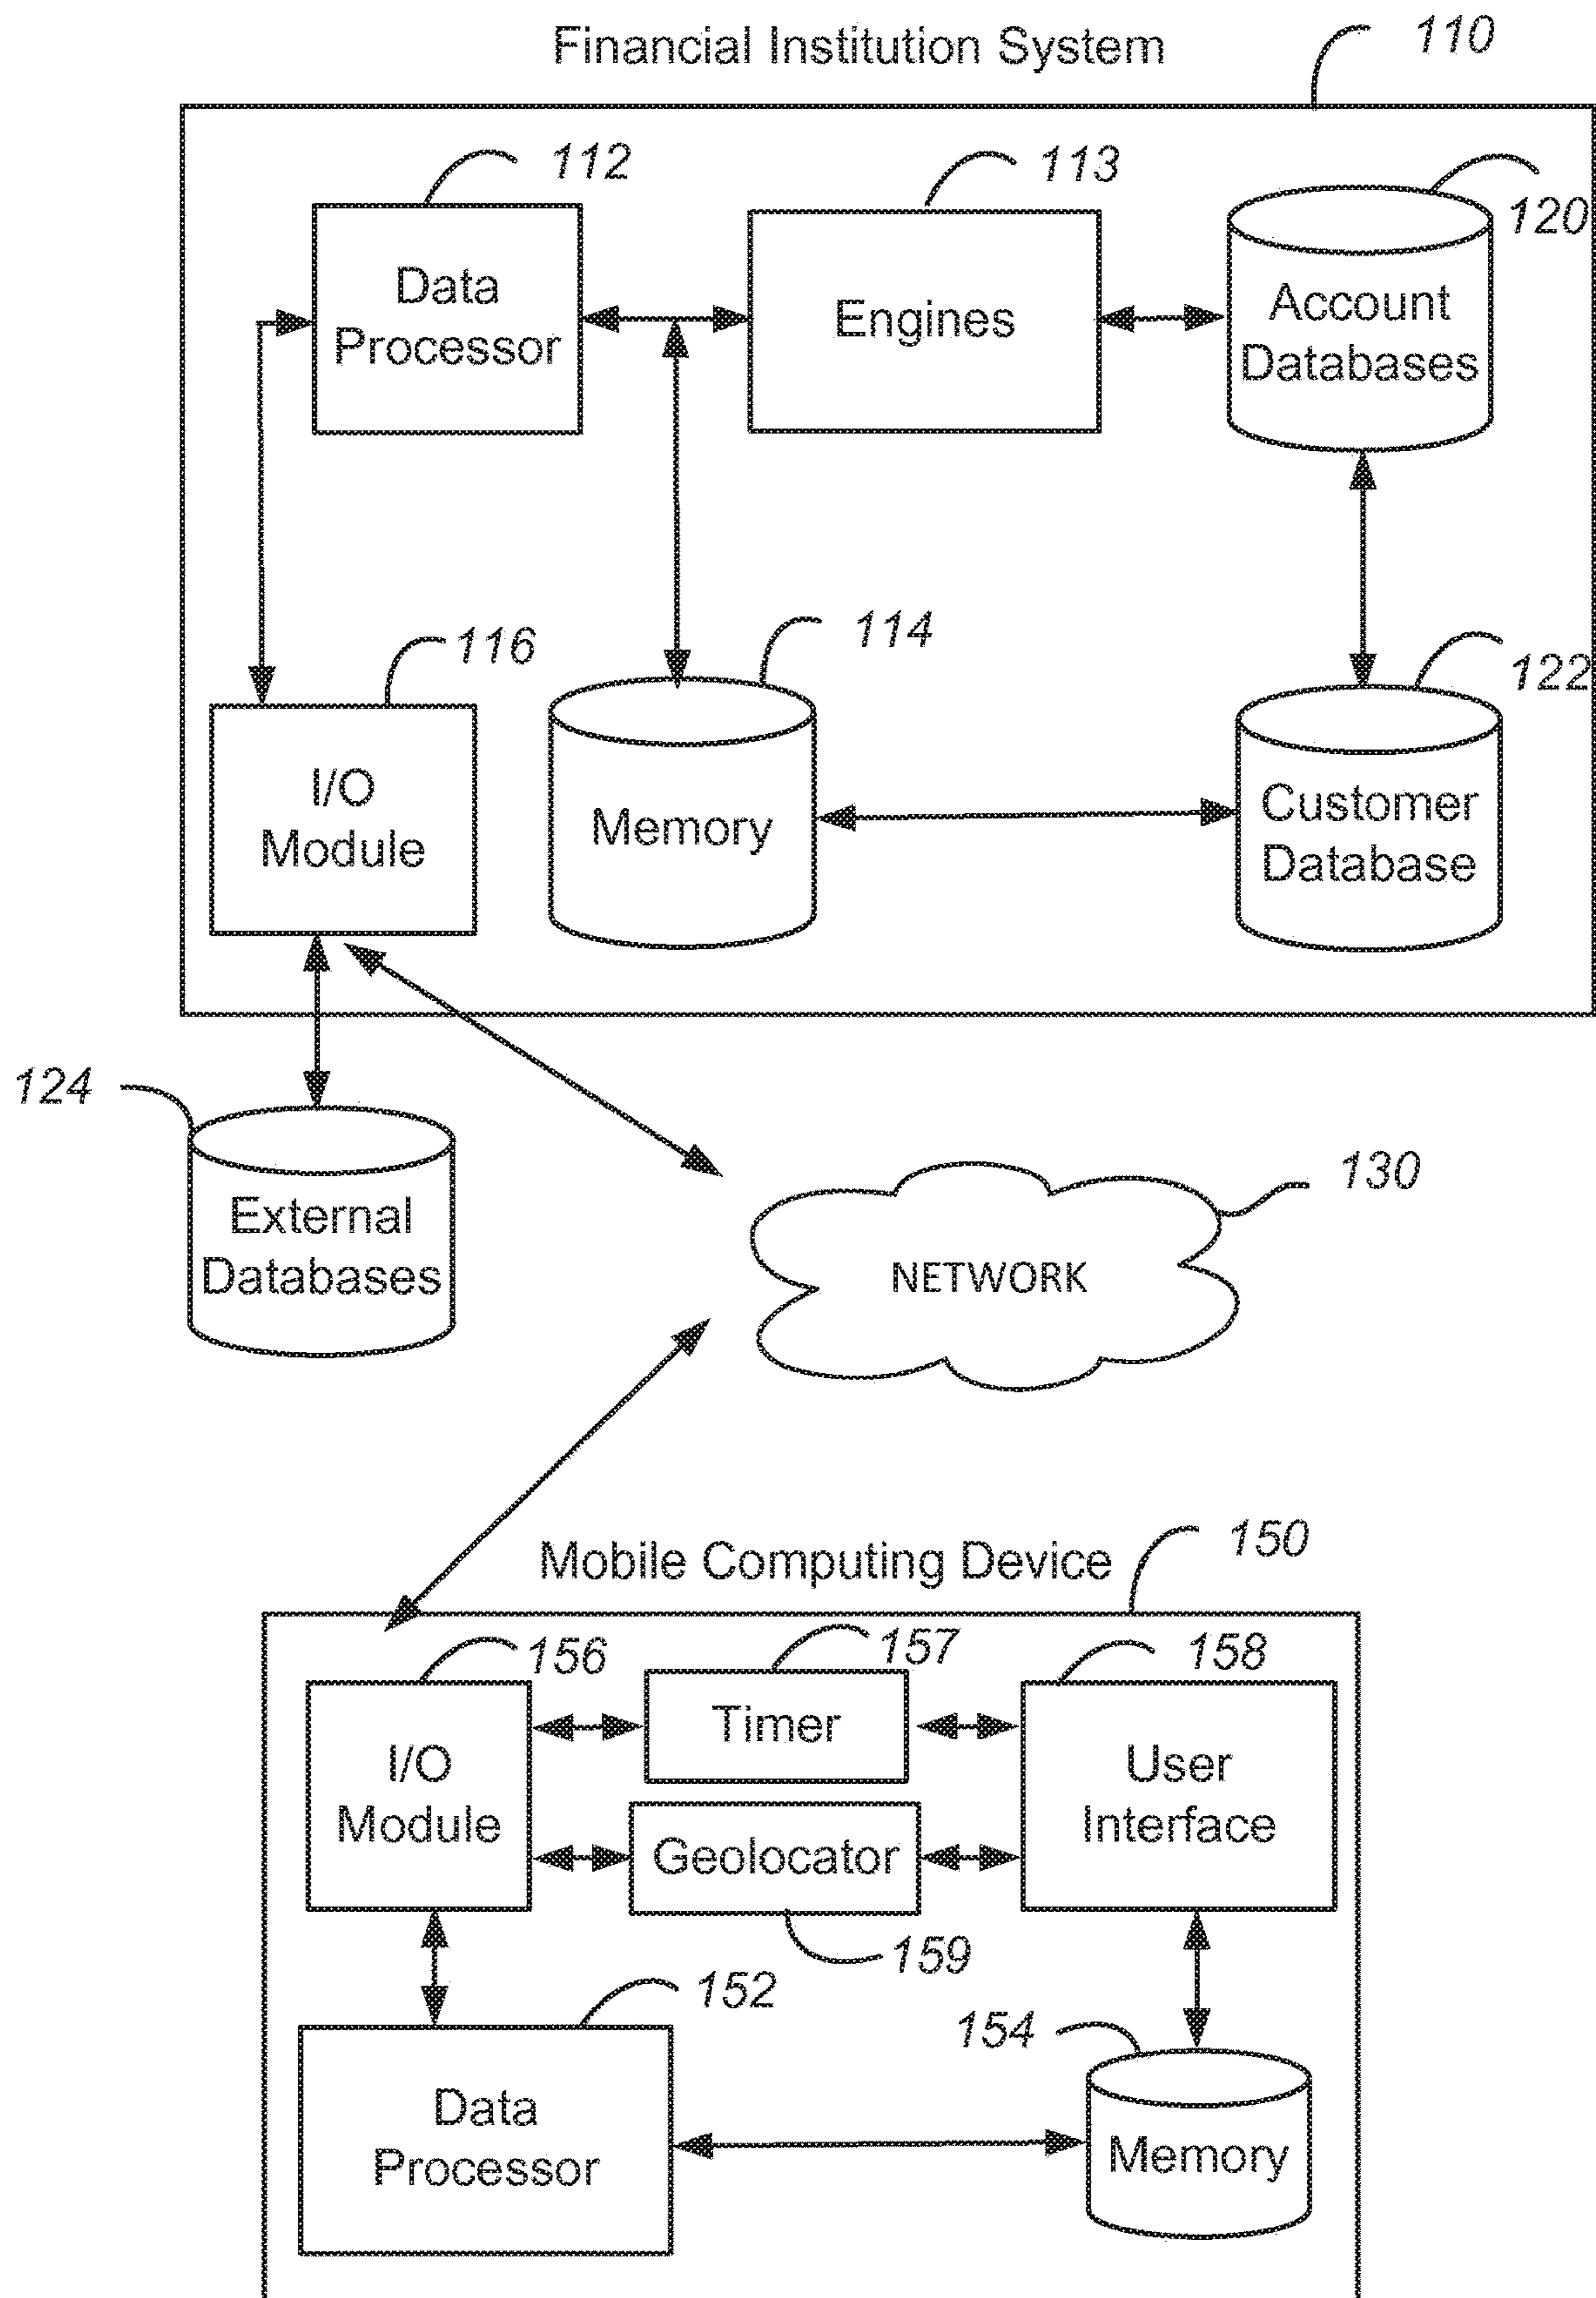 Financial Institution System
110
112
113
120
Data
Processor
Engines
Account
Databases
116
114
122
I/O
Module
Memory
Customer
Database
124
External
Databases
130
NETWORK
Mobile Computing Device
150
156
157
158
I/O
Module
Timer
User
Interface
Geolocator
159
152
154
Data
Processor
Memory